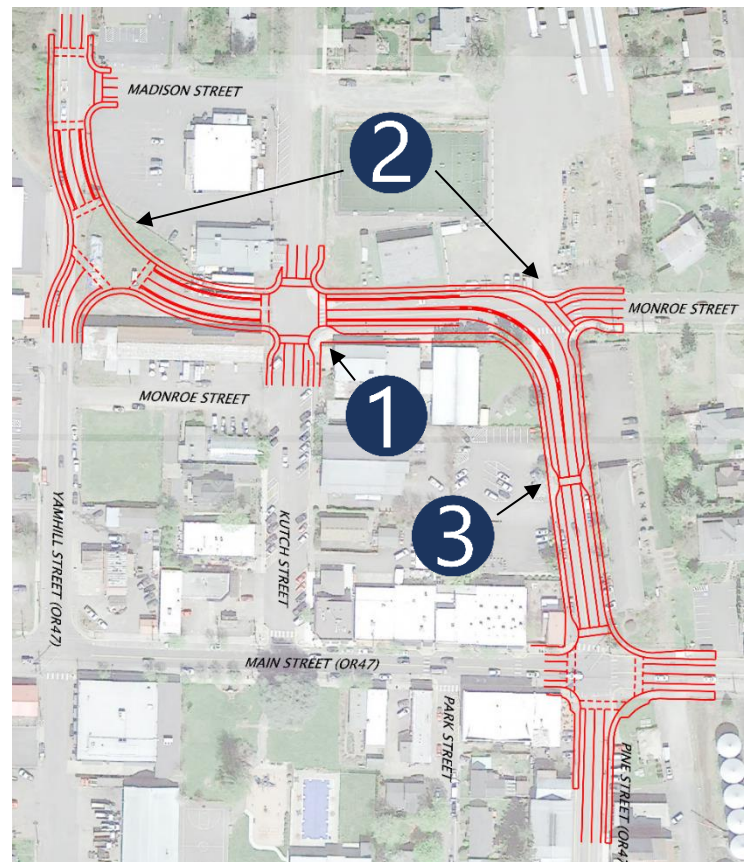 MADISON STREET
2
MONROE STREET
1
MONROE STREET
3
YAMHILL STREET (OR47)
KUTCH STREET
MAIN STREET (OR47)
PARK STREET
PINE STREET (OR47